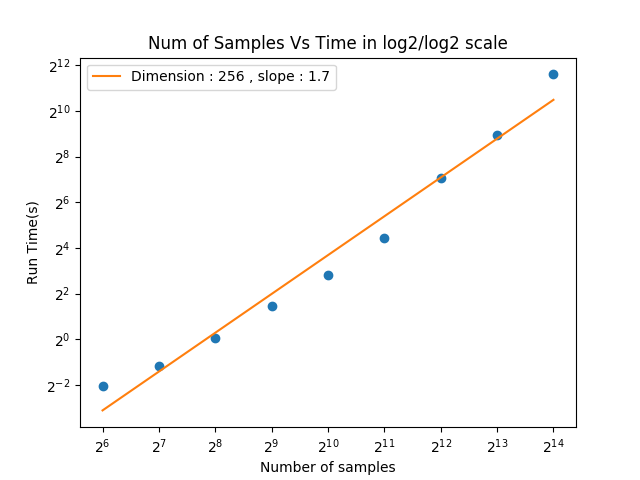 Num of Samples Vs Time in log2/log2 scale
Dimension : 256 , slope : 1.7
Run Time(s)
2^12
2^10
2^8
2^6
2^4
2^2
2^0
2^−2
2^6 2^7 2^8 2^9 2^10 2^11 2^12 2^13 2^14
Number of samples